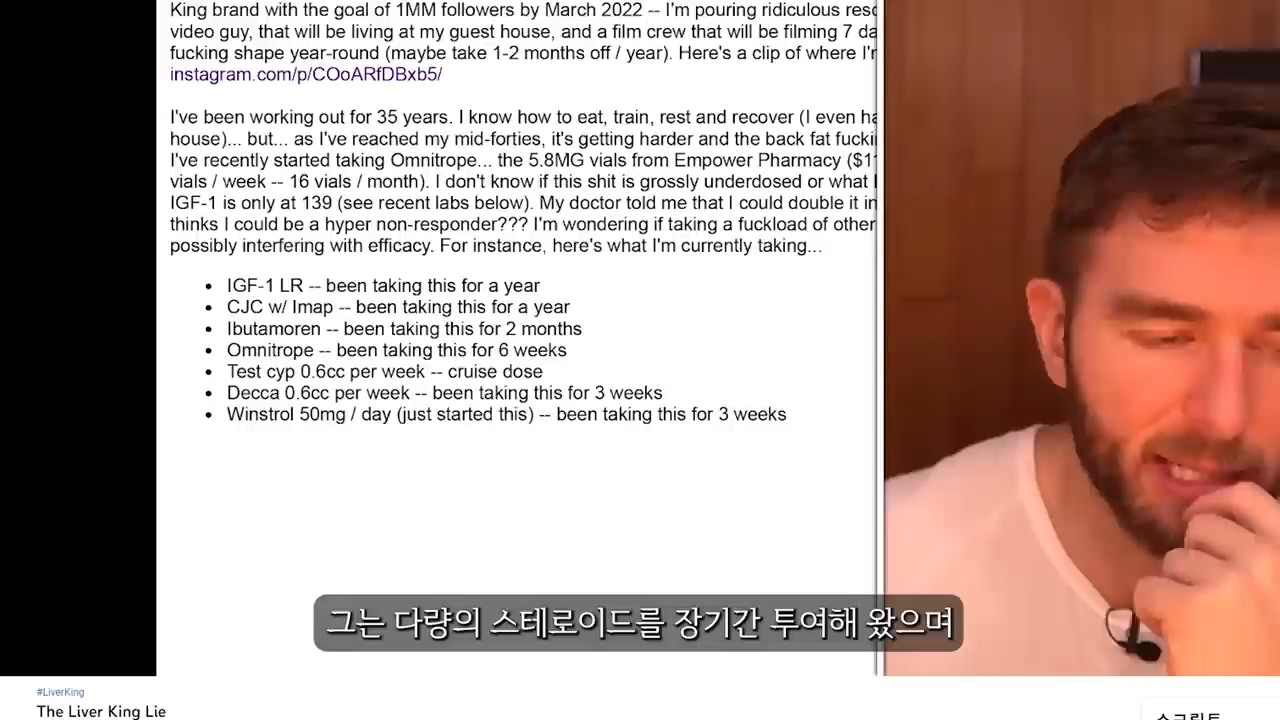 King brand with the goal of 1MM followers by March 2022 -- I'm pouring ridiculous
video guy, that will be living at my guest house, and a film crew that will be filming 7
fucking shape year-round (maybe take 1-2 months off / year). Here's a clip of where
instagram.com/p/COoARfDBxb5/
I've been working out for 35 years. I know how to eat, train, rest and recover (I even
house)... but... as I've reached my mid-forties, it's getting harder and the back fat
I've recently started taking Omnitrope... the 5.8MG vials from Empower Pharmacy
vials / week -- 16 vials / month). I don't know if this shit is grossly underdosed or what
IGF-1 is only at 139 (see recent labs below). My doctor told me that I could double it in
thinks I could be a hyper non-responder??? I'm wondering if taking a fuckload of other
possibly interfering with efficacy. For instance, here's what I'm currently taking...
• IGF-1 LR -- been taking this for a year
• CJC w/ Imap -- been taking this for a year
• Ibutamoren -- been taking this for 2 months
• Omnitrope -- been taking this for 6 weeks
• Test cyp 0.6cc per week -- cruise dose
• Decca 0.6cc per week -- been taking this for 3 weeks
• Winstrol 50mg / day (just started this) -- been taking this for 3 weeks
그는 다량의 스테로이드를 장기간 투여해 왔으며
#LiverKing
The Liver King Lie